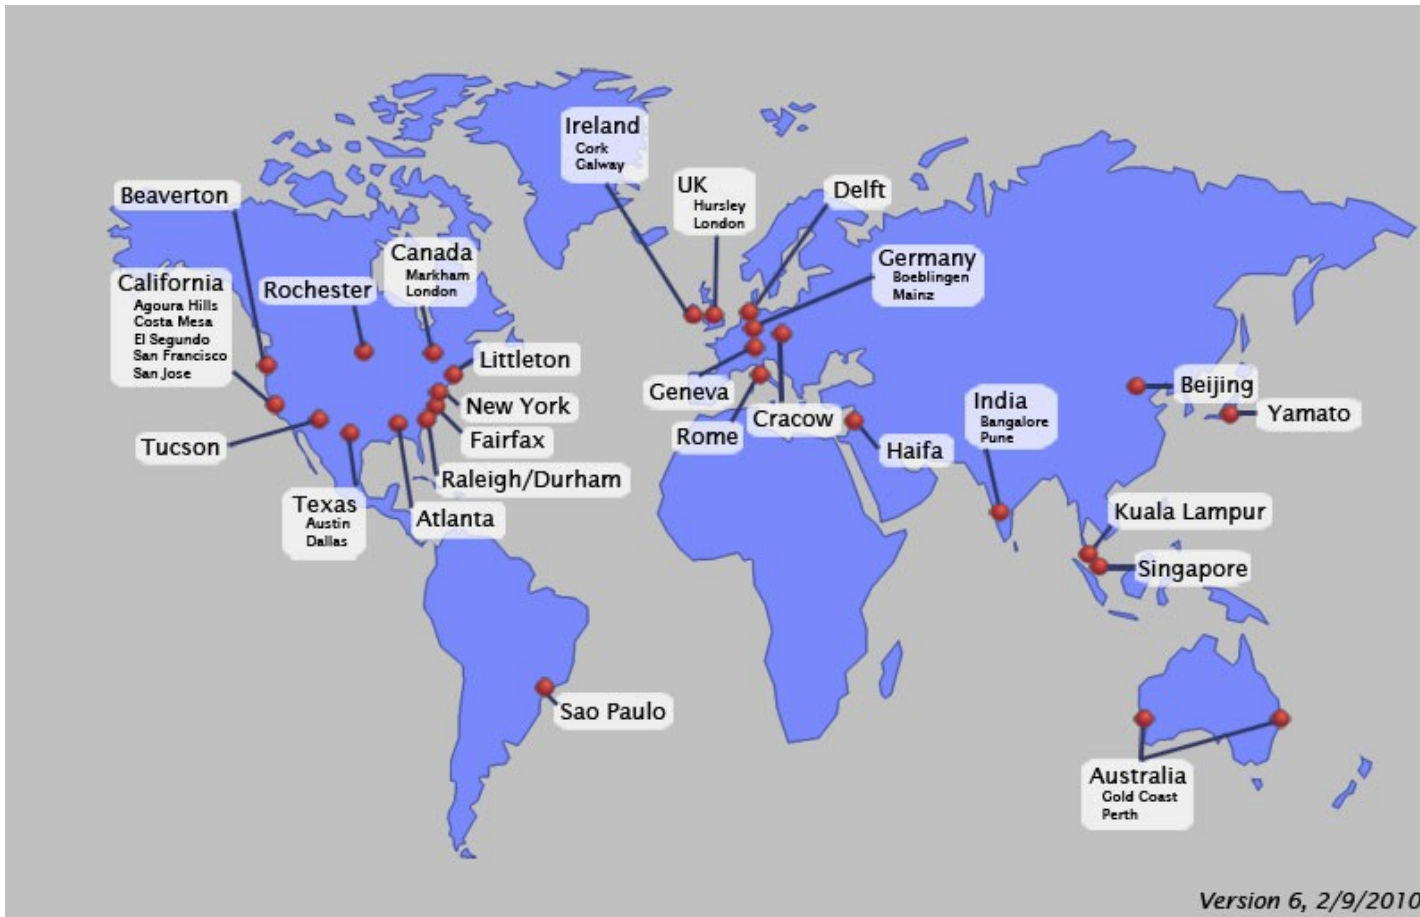 Ireland
Cork
Galway
UK
Hursley
London
Delft
Beaverton
Germany
Boeblingen
Mainz
Canada
Markham
London
California
Agoura Hills
Costa Mesa
El Segundo
San Francisco
San Jose
Rochester
Littleton
New York
Fairfax
Raleigh/Durham
Atlanta
Tucson
Texas
Austin
Dallas
Geneva
Rome
Cracow
Haifa
India
Bangalore
Pune
Beijing
Yamato
Kuala Lampur
Singapore
Sao Paulo
Australia
Gold Coast
Perth
Version 6, 2/9/2010